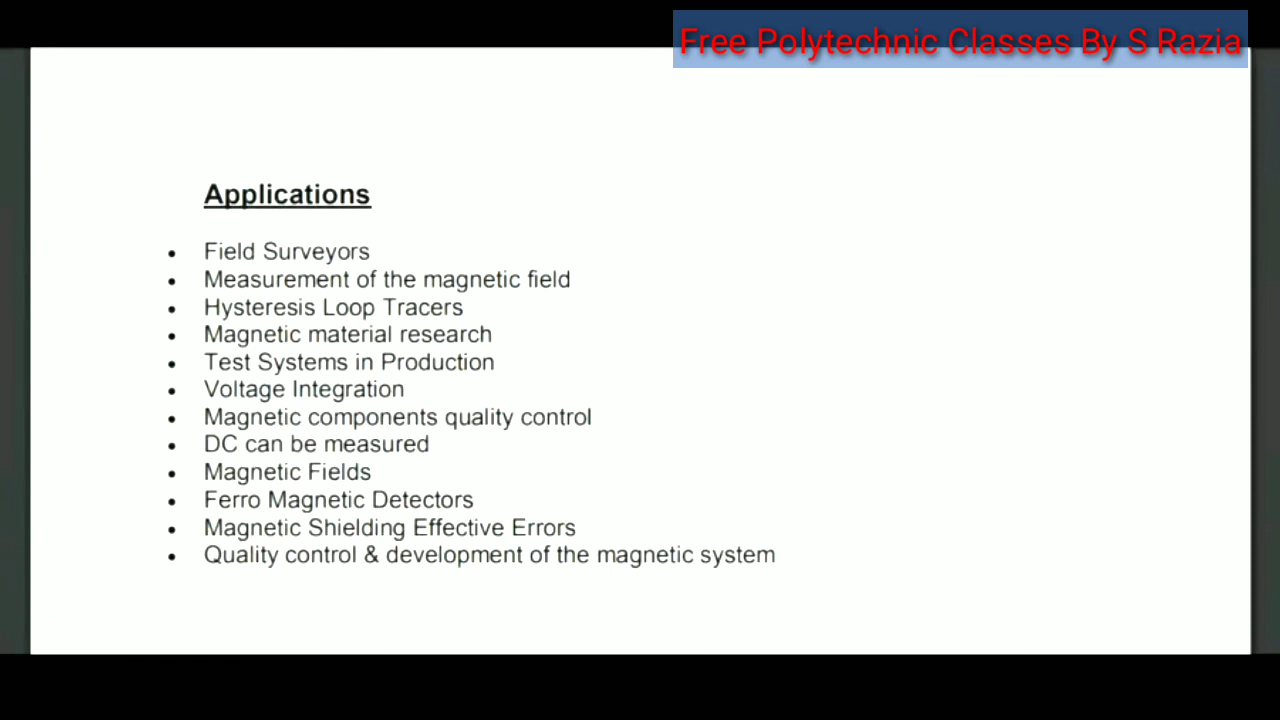 Free Polytechnic Classes By S Razia
Applications
• Field Surveyors
• Measurement of the magnetic field
• Hysteresis Loop Tracers
• Magnetic material research
• Test Systems in Production
• Voltage Integration
• Magnetic components quality control
• DC can be measured
• Magnetic Fields
• Ferro Magnetic Detectors
• Magnetic Shielding Effective Errors
• Quality control & development of the magnetic system